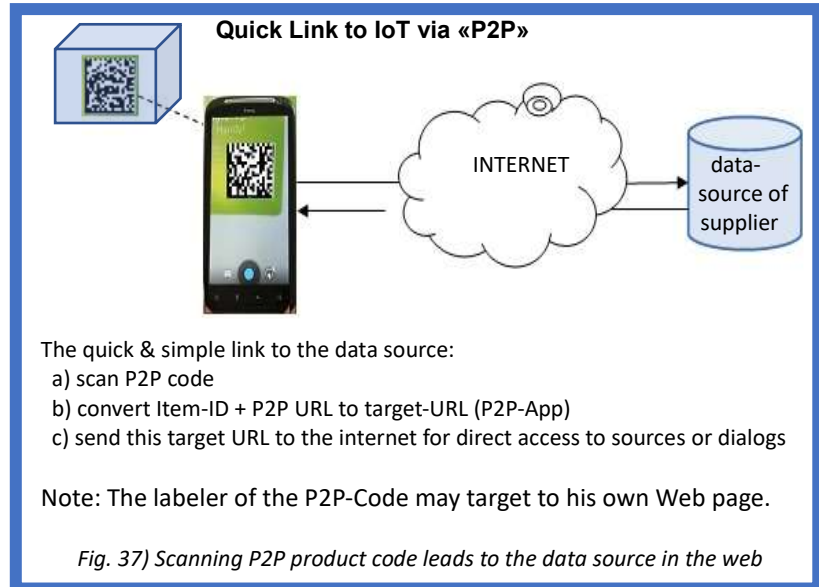 Quick Link to IoT via «P2P»
INTERNET
data-
source of
supplier
The quick & simple link to the data source:
a) scan P2P code
b) convert Item-ID + P2P URL to target-URL (P2P-App)
c) send this target URL to the internet for direct access to sources or dialogs
Note: The labeler of the P2P-Code may target to his own Web page.
Fig. 37) Scanning P2P product code leads to the data source in the web